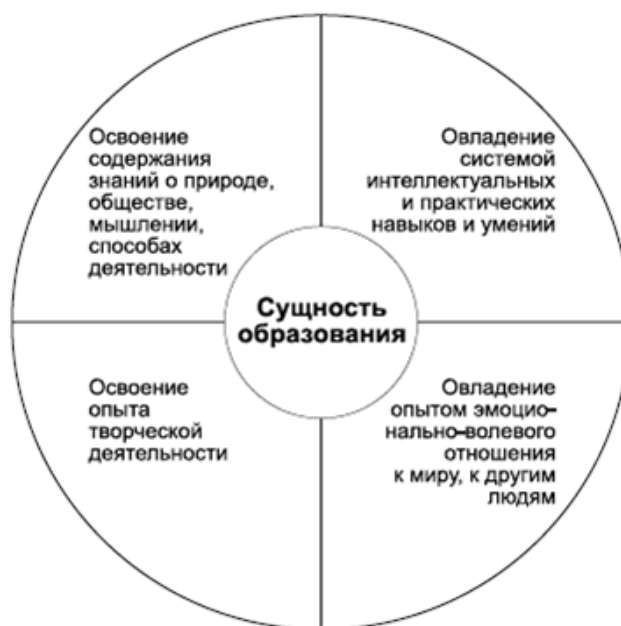 Освоение
содержания
знаний о природе,
обществе,
мышлении,
способах
деятельности
Овладение
системой
интеллектуальных
и практических
навыков и умений
Сущность
образования
Освоение
опыта
творческой
деятельности
Овладение
опытом эмоцио-
нально-волевого
отношения
к миру, к другим
людям